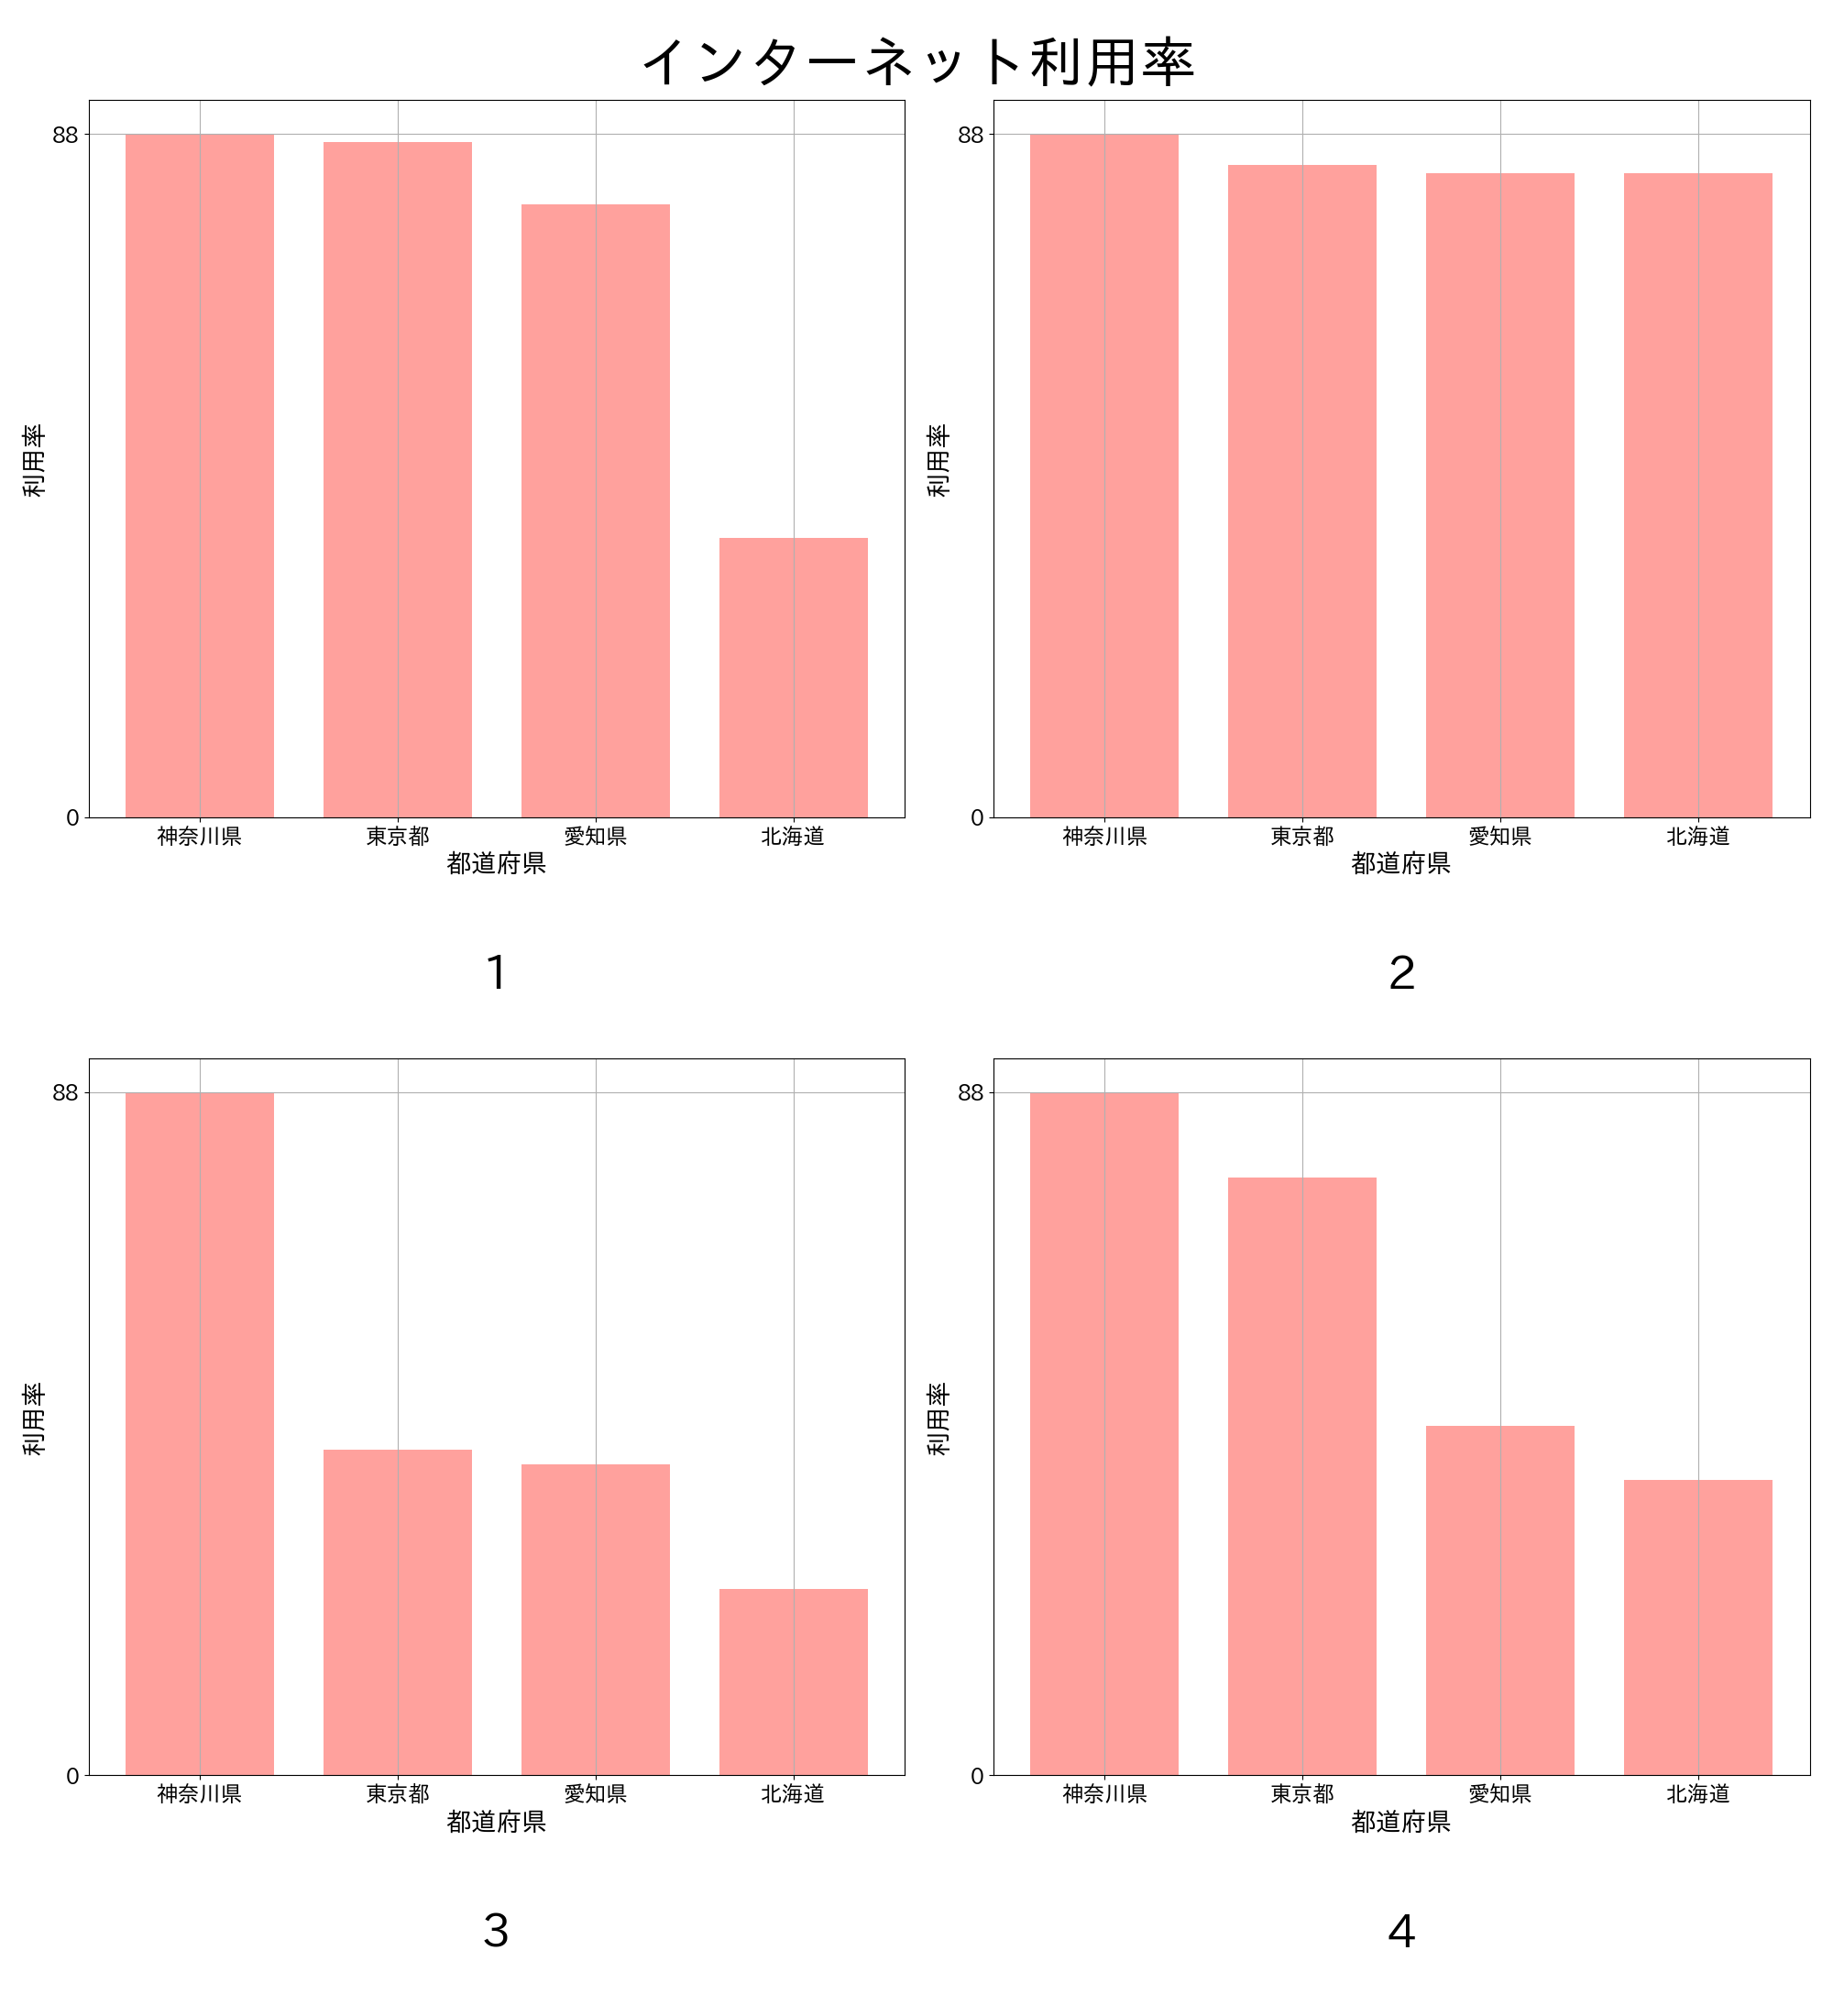 インターネット利用率
88
利用率
0
神奈川県 東京都 愛知県 北海道
都道府県
1
88
利用率
0
神奈川県 東京都 愛知県 北海道
都道府県
2
88
利用率
0
神奈川県 東京都 愛知県 北海道
都道府県
3
88
利用率
0
神奈川県 東京都 愛知県 北海道
都道府県
4